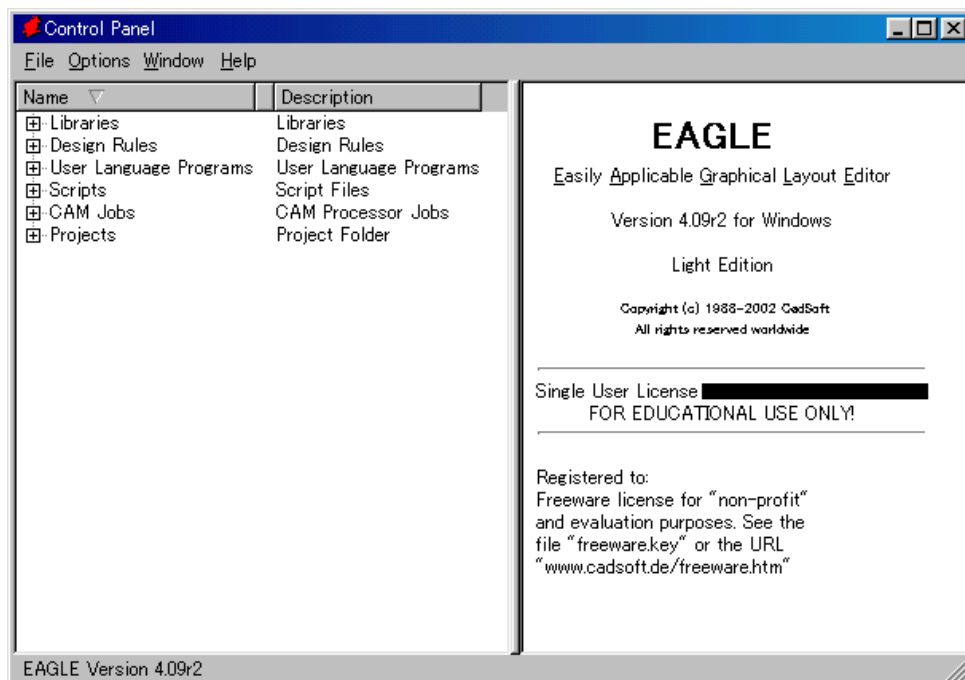 Control Panel
File Options Window Help
Name Description
Libraries Libraries
Design Rules Design Rules
User Language Programs User Language Programs
Scripts Script Files
CAM Jobs CAM Processor Jobs
Projects Project Folder
EAGLE
Easily Applicable Graphical Layout Editor
Version 4.09r2 for Windows
Light Edition
Copyright (c) 1988-2002 CadSoft
All rights reserved worldwide
Single User License
FOR EDUCATIONAL USE ONLY!
Registered to:
Freeware license for "non-profit"
and evaluation purposes. See the
file "freeware.key" or the URL
"www.cadsoft.de/freeware.htm"
EAGLE Version 4.09r2